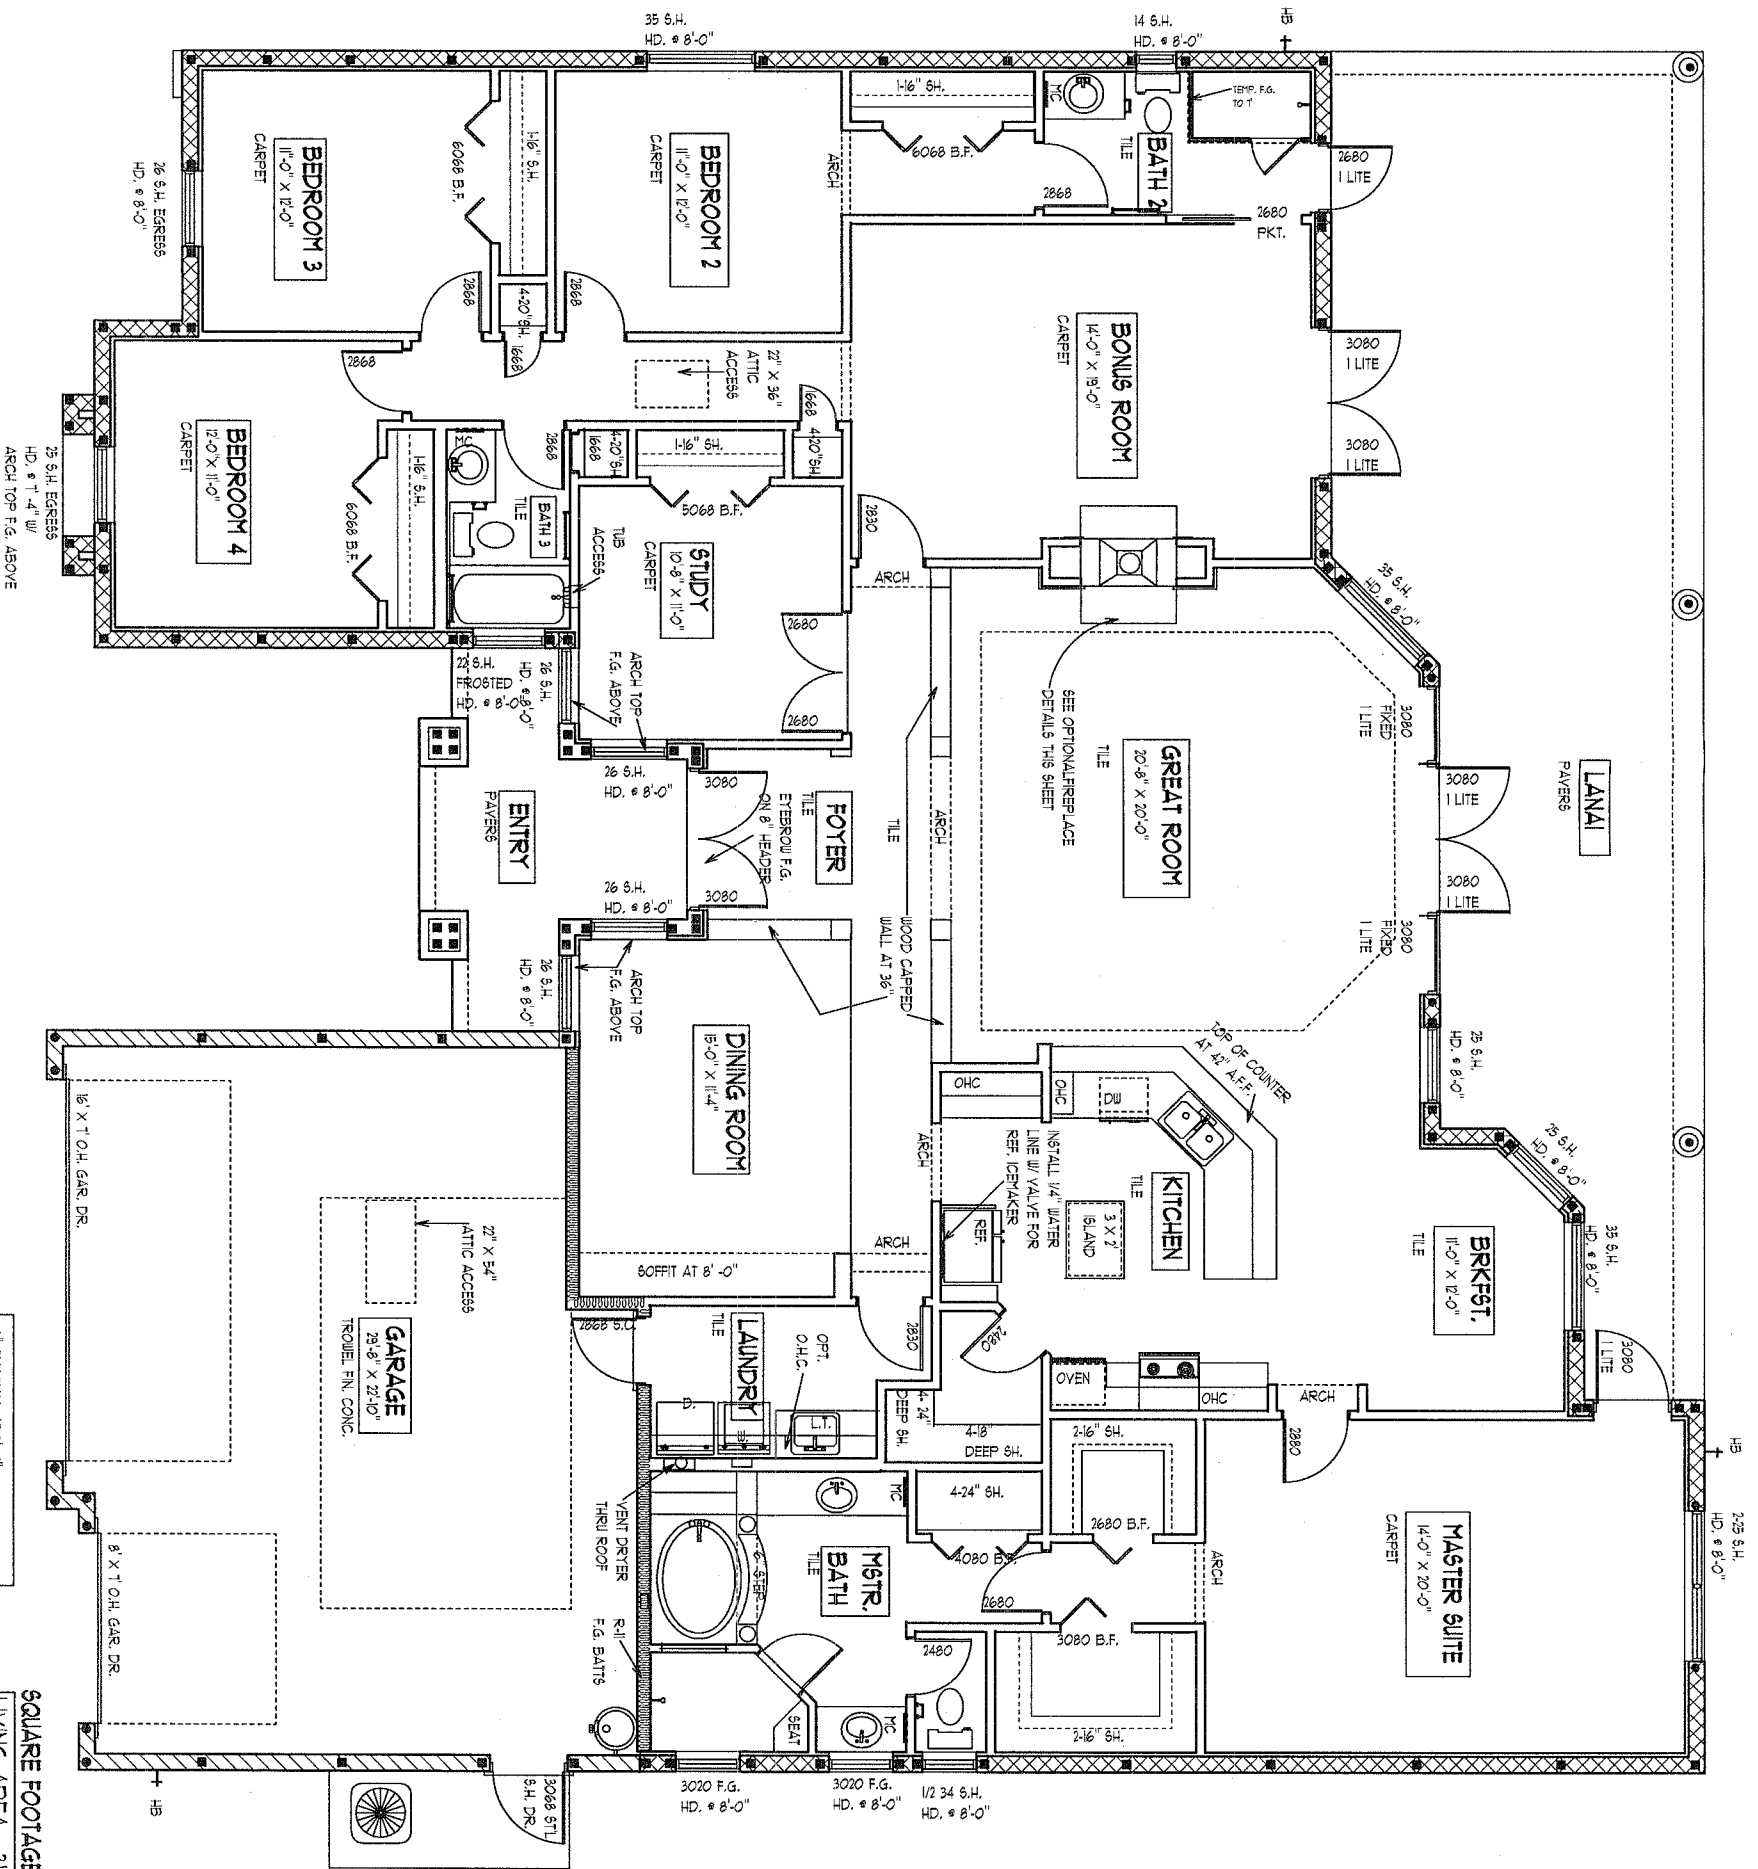 35 S.H.
HD. @ 8'-0"
14 S.H.
HD. @ 8'-0"
HB
1-16" SH.
MC
TEMP. F.G.
TO 7'
BATH 2
TILE
6068 B.F.
2868
2680
1 LITE
2680
PKT.
BEDROOM 3
11'-0" X 12'-0"
CARPET
6068 B.F.
1-16" S.H.
BEDROOM 2
11'-0" X 12'-0"
CARPET
ARCH
26 S.H. EGRESS
HD. @ 8'-0"
2868
4-20"SH.
1668
2868
22" X 36"
ATTIC
ACCESS
1668
BONUS ROOM
14'-0" X 19'-0"
CARPET
3080
1 LITE
3080
1 LITE
LANAI
PAVERS
2868
BEDROOM 4
12'-0" X 11'-0"
CARPET
1-16" S.H.
6068 B.F.
25 S.H. EGRESS
HD. @ 7'-4" W/
ARCH TOP F.G. ABOVE
MC
2868
BATH 3
TILE
4-20"SH.
1668
1-16" SH.
4-20"SH.
5068 B.F.
TUB
ACCESS
STUDY
10'-8" X 11'-0"
CARPET
2830
ARCH
2680
2680
22 S.H.
FROSTED
HD. @ 8'-0"
26 S.H.
HD. @ 8'-0"
ARCH TOP
F.G. ABOVE
26 S.H.
HD. @ 8'-0"
SEE OPTIONALFIREPLACE
DETAILS THIS SHEET
35 S.H.
HD. @ 8'-0"
3080
FIXED
1 LITE
GREAT ROOM
20'-8" X 20'-0"
TILE
3080
1 LITE
3080
1 LITE
3080
FIXED
1 LITE
ENTRY
PAVERS
3080
EYEBROW F.G.
ON 8" HEADER
TILE
FOYER
3080
TILE
ARCH
WOOD CAPPED
WALL AT 36"
26 S.H.
HD. @ 8'-0"
26 S.H.
HD. @ 8'-0"
ARCH TOP
F.G. ABOVE
DINING ROOM
15'-0" X 11'-4"
SOFFIT AT 8'-0"
ARCH
ARCH
OHC
OHC
DW
TOP OF COUNTER
AT 42" A.F.F.
INSTALL 1/4" WATER
LINE W/ VALVE FOR
REF. ICEMAKER
REF.
3 X 2'
ISLAND
KITCHEN
TILE
25 S.H.
HD. @ 8'-0"
25 S.H.
HD. @ 8'-0"
35 S.H.
HD. @ 8'-0"
BRKFST.
11'-0" X 12'-0"
TILE
3080
1 LITE
16' X 7' O.H. GAR. DR.
22" X 54"
ATTIC ACCESS
GARAGE
29'-8" X 22'-10"
TROWEL FIN. CONC.
8' X 7' O.H. GAR. DR.
2868 S.C.
LAUNDRY
TILE
OPT.
O.H.C.
D.
W.
L.T.
2830
2480
4-24"
DEEP SH.
4-18"
DEEP SH.
OVEN
OHC
ARCH
2880
2-16" SH.
2680 B.F.
4-24" SH.
MC
4080 B.F.
2680
MSTR.
BATH
TILE
6" STEP
VENT DRYER
THRU ROOF
R-11
F.G. BATTS
SEAT
MC
2480
3080 B.F.
2-16" SH.
ARCH
MASTER SUITE
14'-0" X 20'-0"
CARPET
HB
2-25 S.H.
HD. @ 8'-0"
3020 F.G.
HD. @ 8'-0"
3020 F.G.
HD. @ 8'-0"
1/2 34 S.H.
HD. @ 8'-0"
3068 ST'L
S.H. DR.
HB
SQUARE FOOTAGE
LIVING AREA